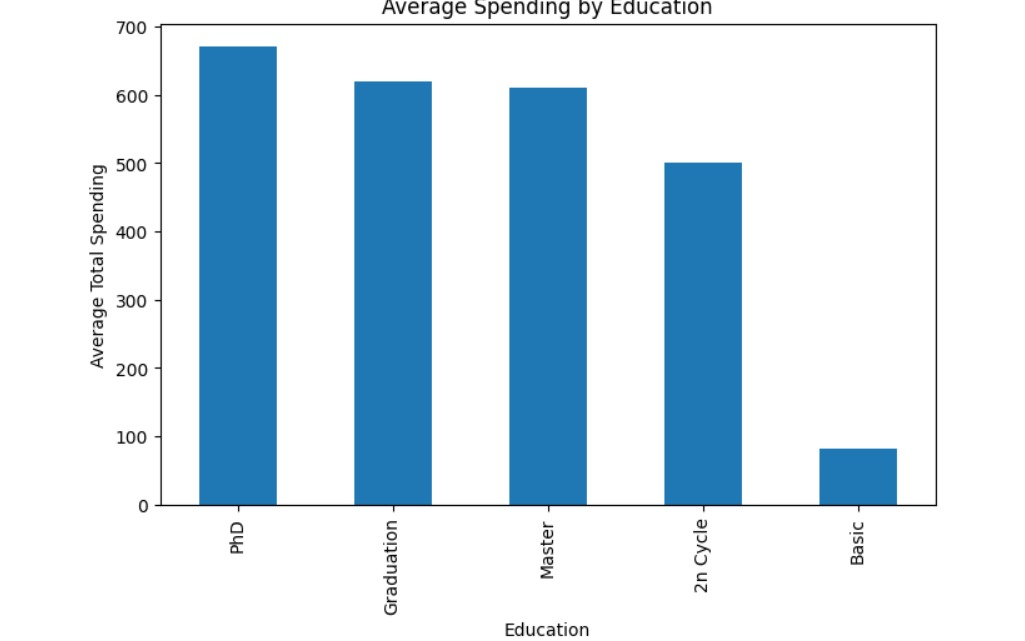 Average Spending by Education
Average Total Spending
700
600
500
400
300
200
100
0
PhD
Graduation
Master
2n Cycle
Basic
Education